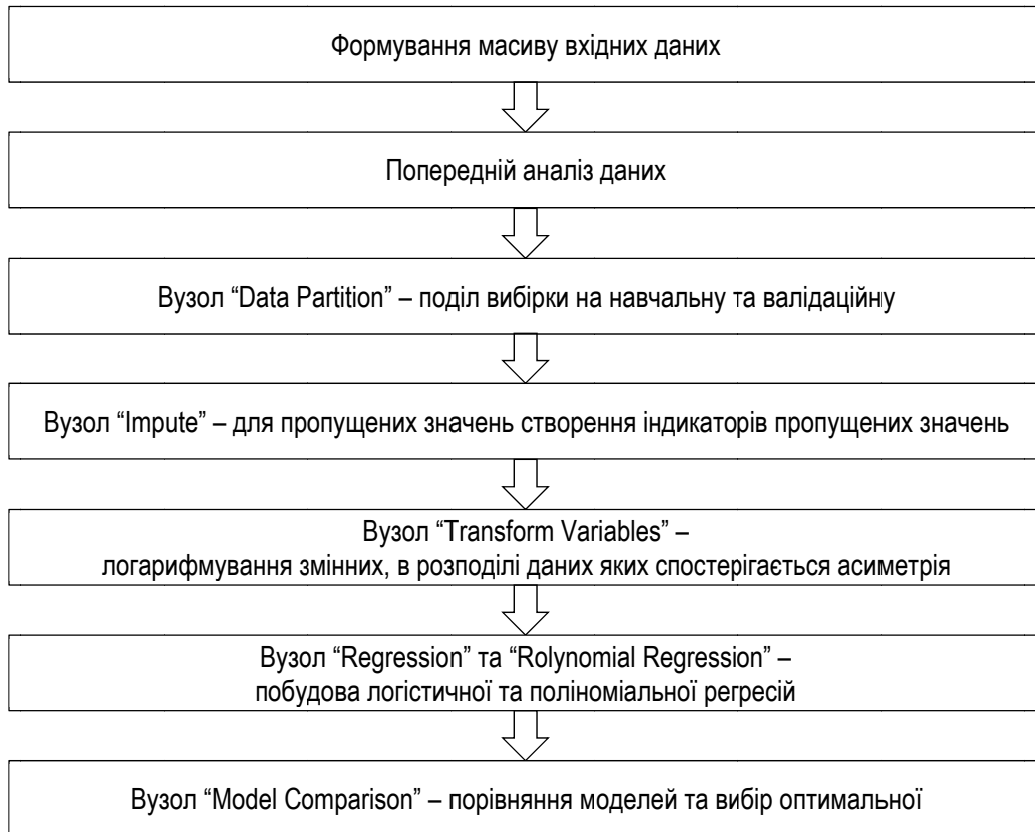 Формування масиву вхідних даних
Попередній аналіз даних
Вузол “Data Partition” – поділ вибірки на навчальну та валідаційну
Вузол “Impute” – для пропущених значень створення індикаторів пропущених значень
Вузол “Transform Variables” –
логарифмування змінних, в розподілі даних яких спостерігається асиметрія
Вузол “Regression” та “Rolynomial Regression” –
побудова логістичної та поліноміальної регресій
Вузол “Model Comparison” – порівняння моделей та вибір оптимальної